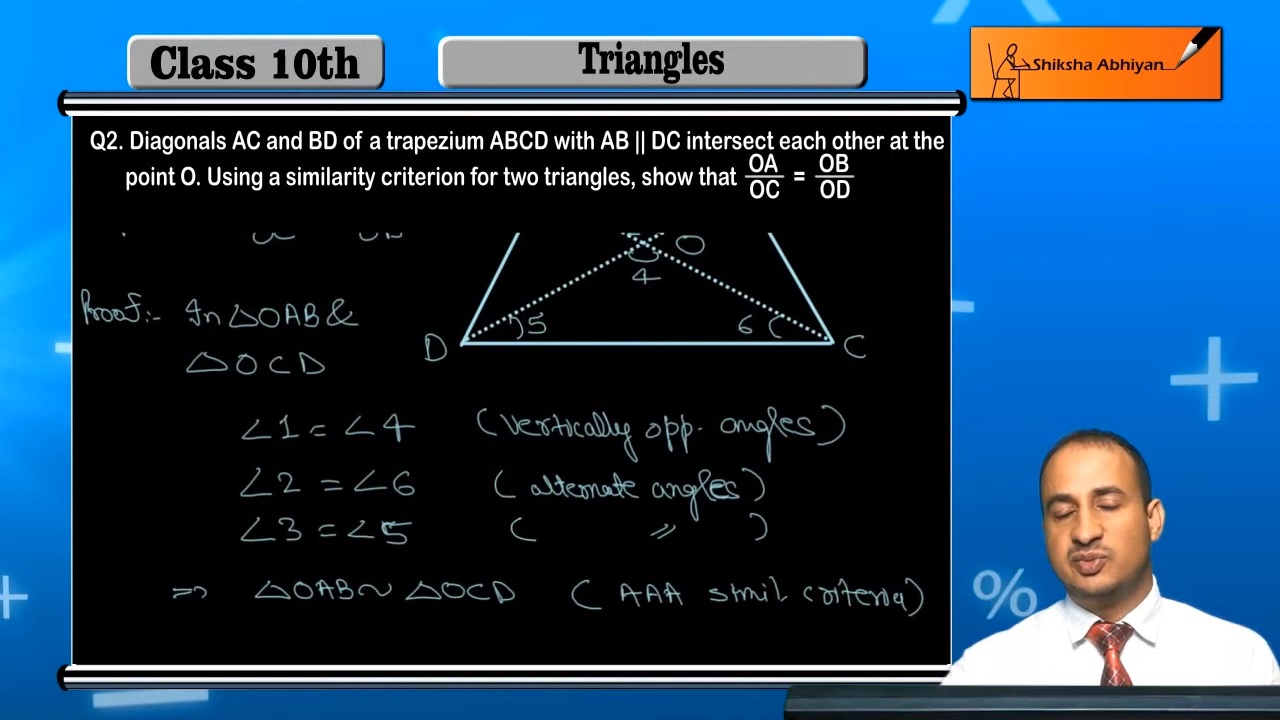 Class 10th
Triangles
Shiksha Abhiyan
Q2. Diagonals AC and BD of a trapezium ABCD with AB || DC intersect each other at the
point O. Using a similarity criterion for two triangles, show that OA/OC = OB/OD
O
4
Proof:- In △OAB &
5
6
D
C
△OCD
∠1 = ∠4 (vertically opp. angles)
∠2 = ∠6 (alternate angles)
∠3 = ∠5 ( 〃 )
⇒ △OAB ~ △OCD (AAA simil. criteria)
%